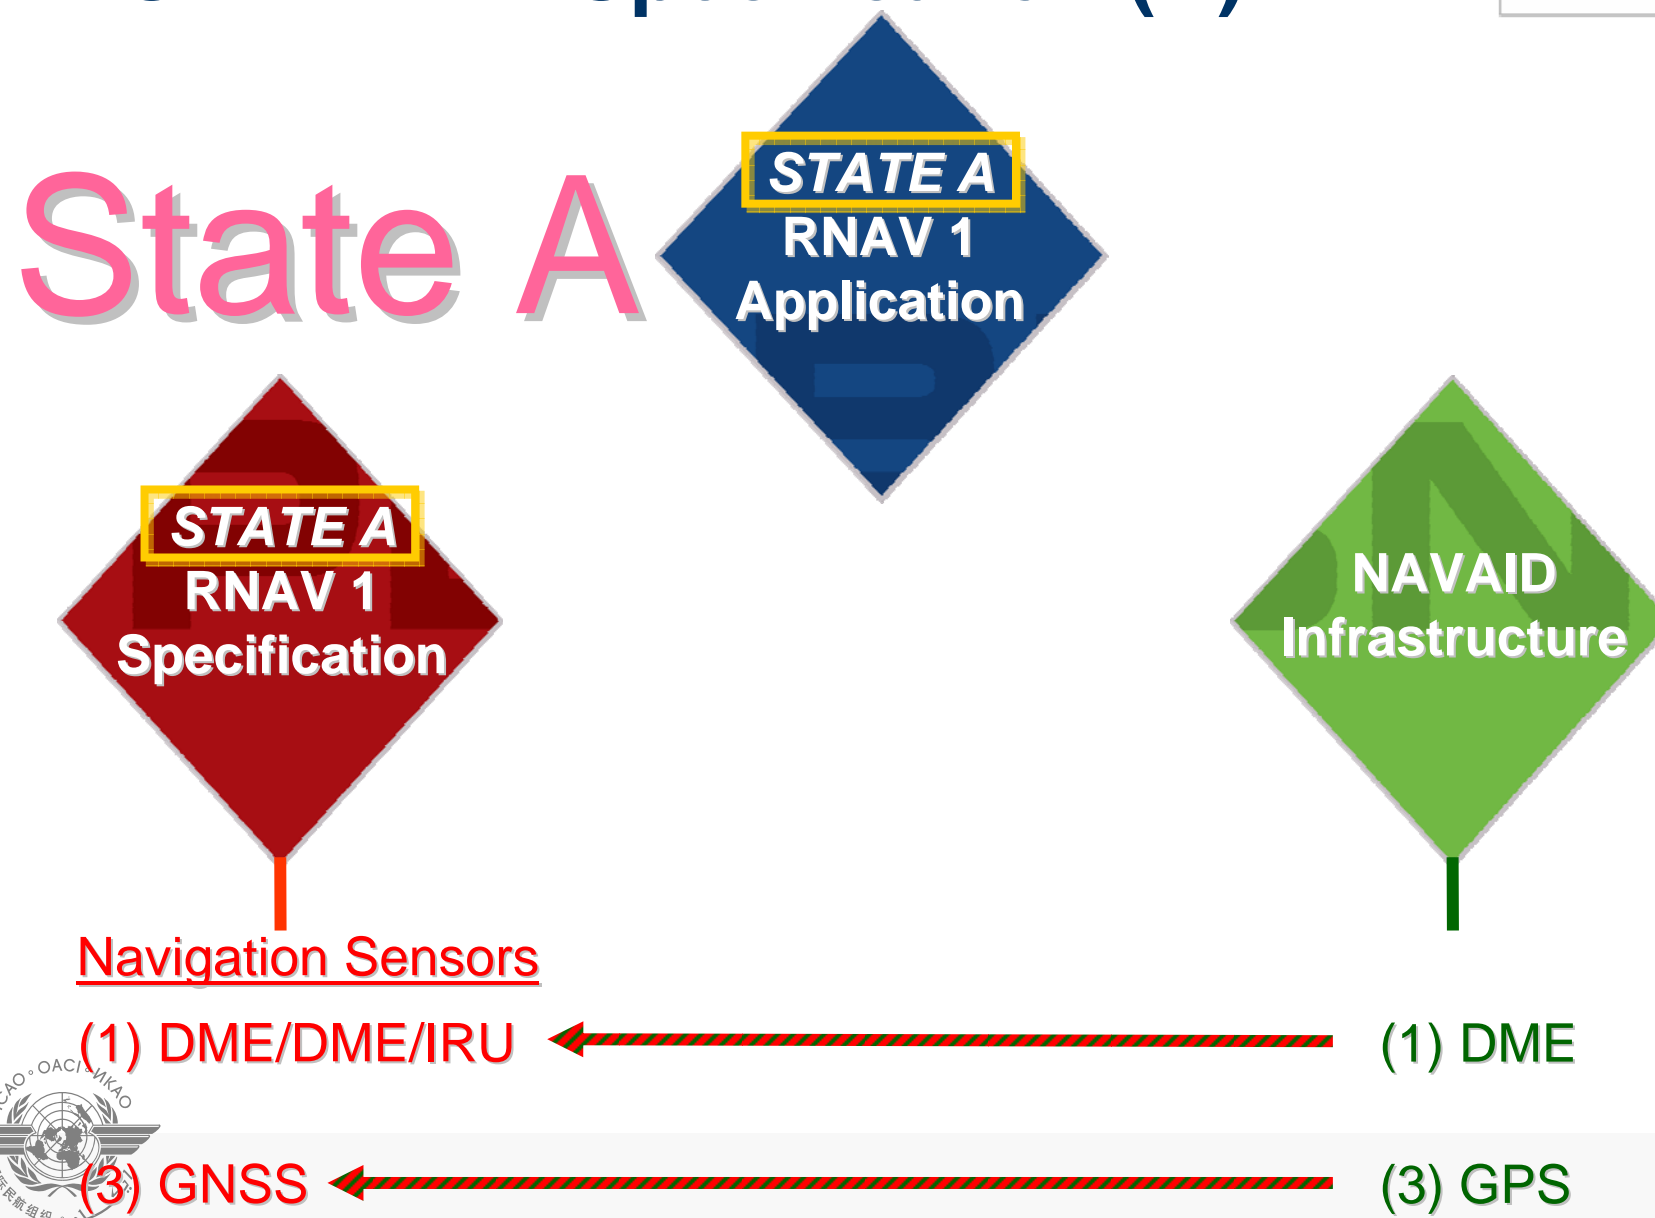 State A
STATE A
RNAV 1
Application
STATE A
RNAV 1
Specification
NAVAID
Infrastructure
Navigation Sensors
(1) DME/DME/IRU
(1) DME
(3) GNSS
(3) GPS
OACI